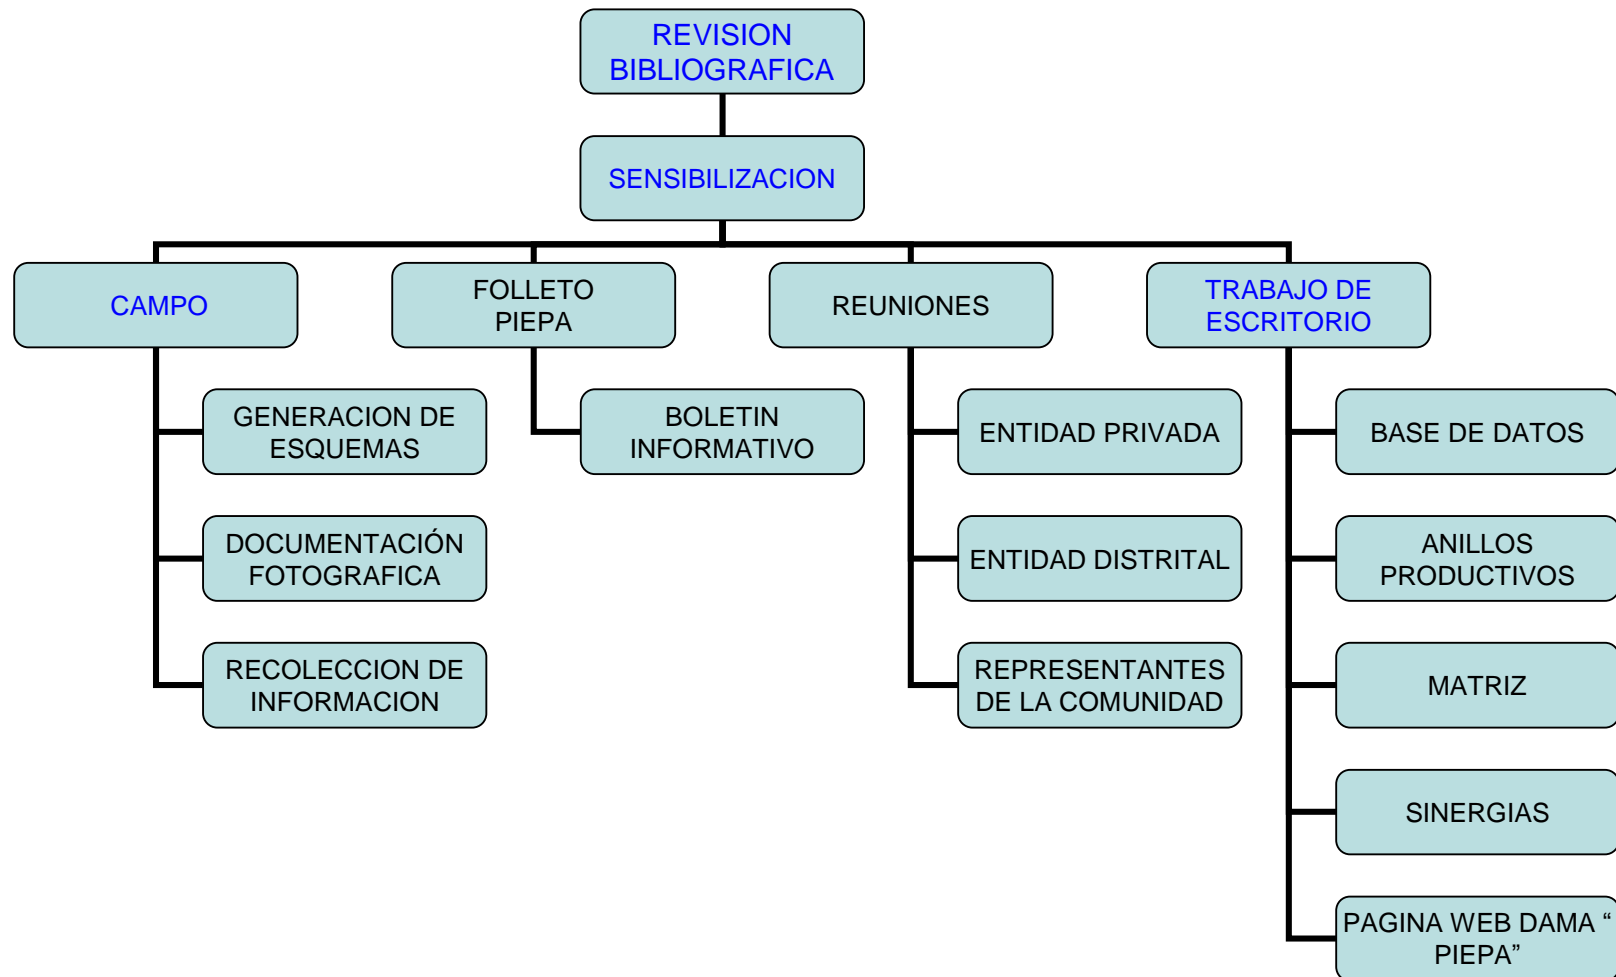 REVISION
BIBLIOGRAFICA
SENSIBILIZACION
CAMPO
FOLLETO
PIEPA
REUNIONES
TRABAJO DE
ESCRITORIO
GENERACION DE
ESQUEMAS
DOCUMENTACIÓN
FOTOGRAFICA
RECOLECCION DE
INFORMACION
BOLETIN
INFORMATIVO
ENTIDAD PRIVADA
ENTIDAD DISTRITAL
REPRESENTANTES
DE LA COMUNIDAD
BASE DE DATOS
ANILLOS
PRODUCTIVOS
MATRIZ
SINERGIAS
PAGINA WEB DAMA “
PIEPA”